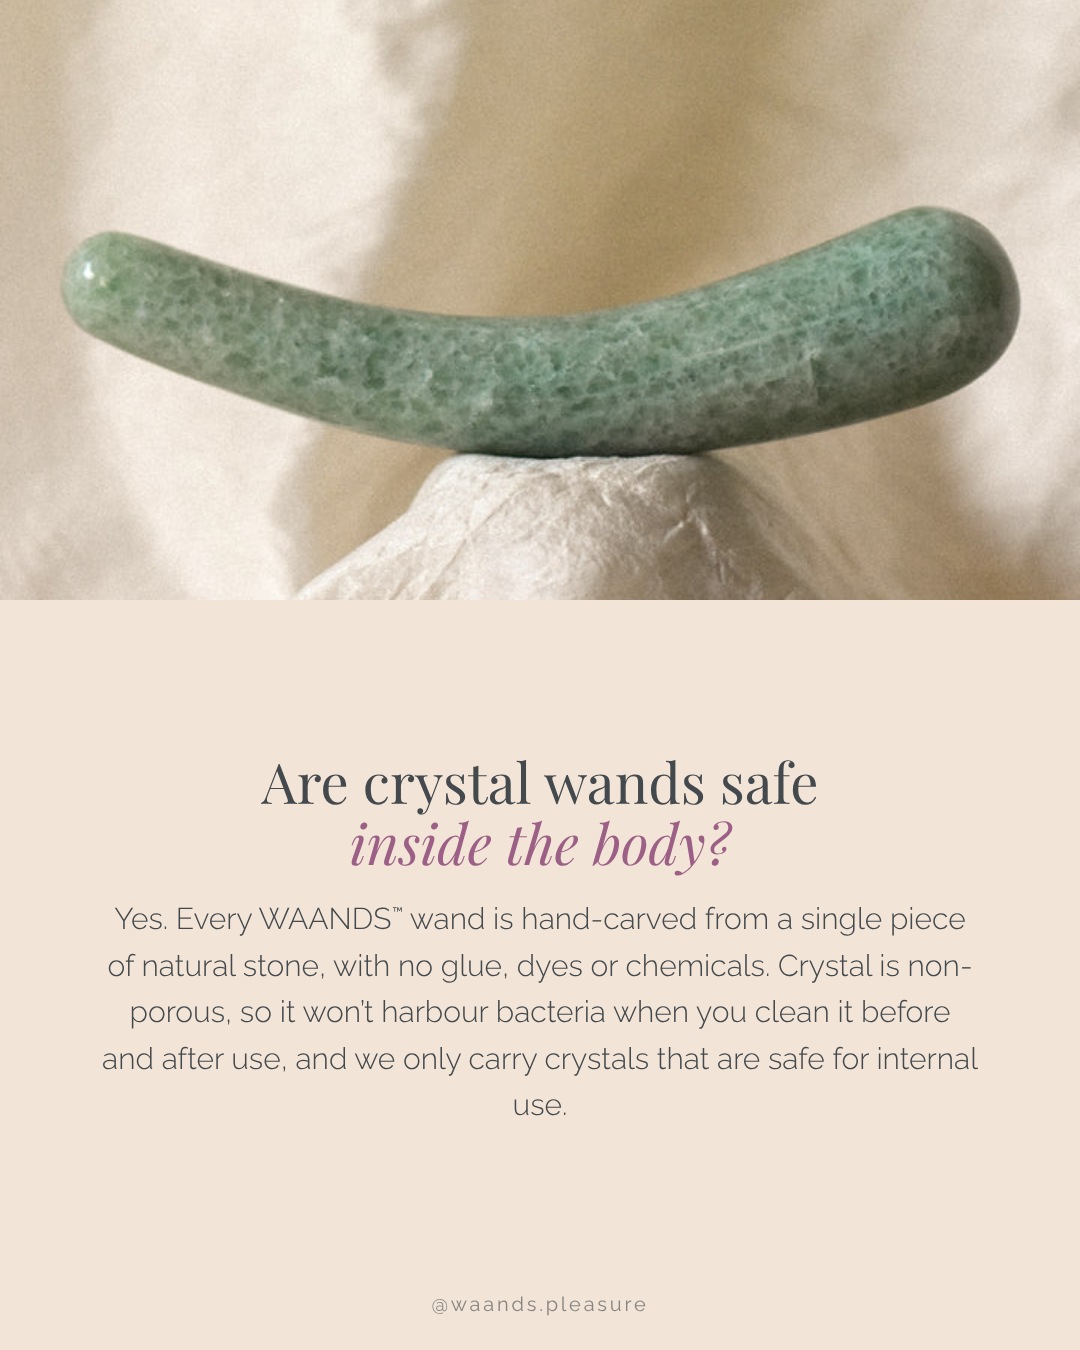 Are crystal wands safe
inside the body?
Yes. Every WAANDS™ wand is hand-carved from a single piece
of natural stone, with no glue, dyes or chemicals. Crystal is non-
porous, so it won’t harbour bacteria when you clean it before
and after use, and we only carry crystals that are safe for internal
use.
@waands.pleasure